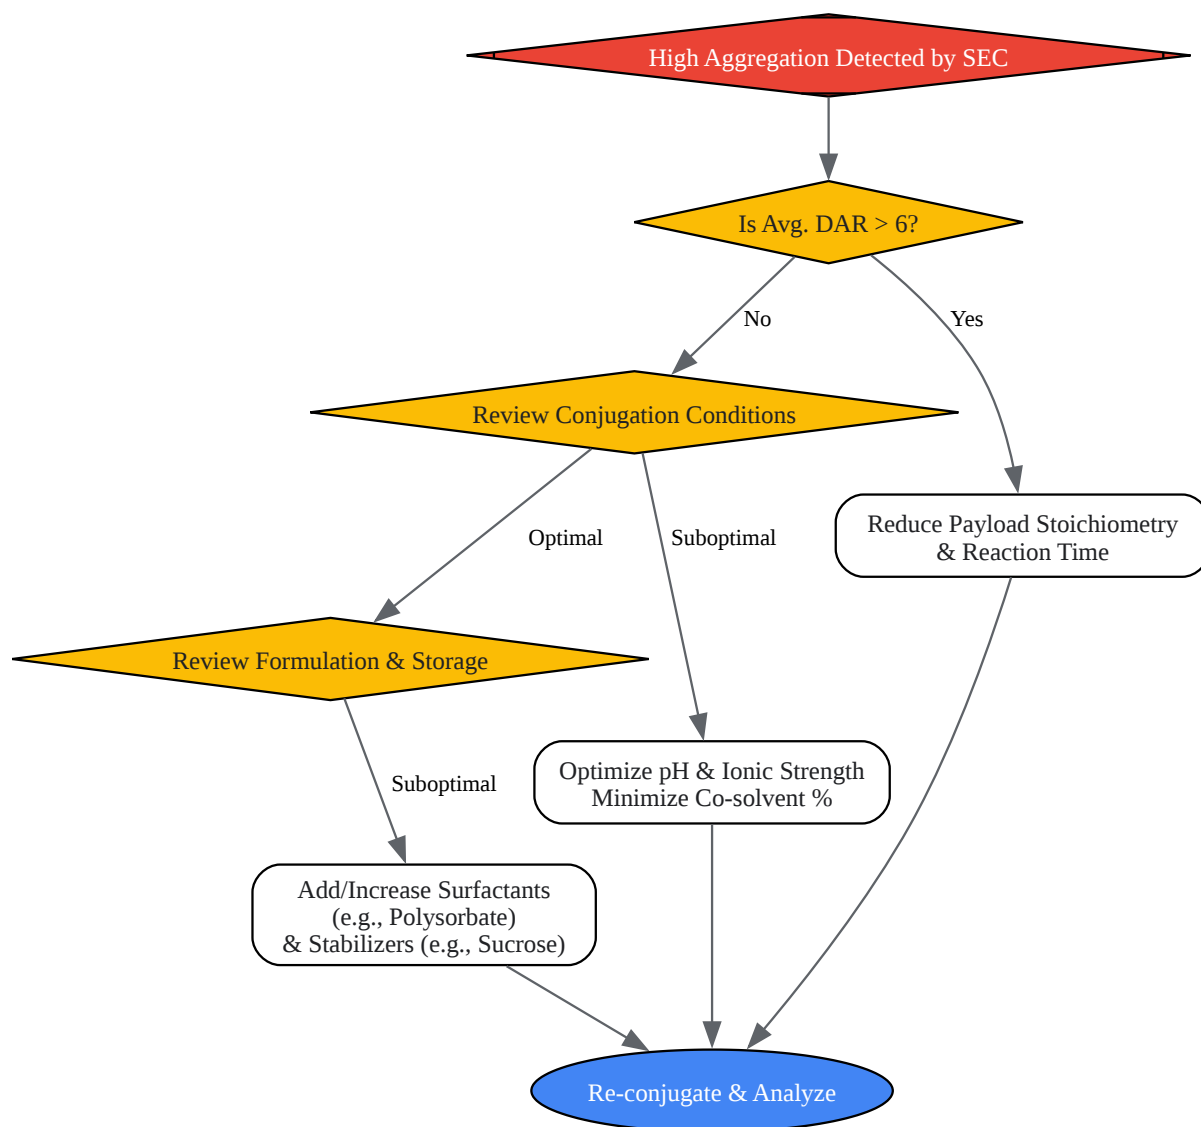 High Aggregation Detected by SEC
Is Avg. DAR > 6?
No
Yes
Review Conjugation Conditions
Reduce Payload Stoichiometry
& Reaction Time
Optimal
Suboptimal
Review Formulation & Storage
Optimize pH & Ionic Strength
Minimize Co-solvent %
Suboptimal
Add/Increase Surfactants
(e.g., Polysorbate)
& Stabilizers (e.g., Sucrose)
Re-conjugate & Analyze